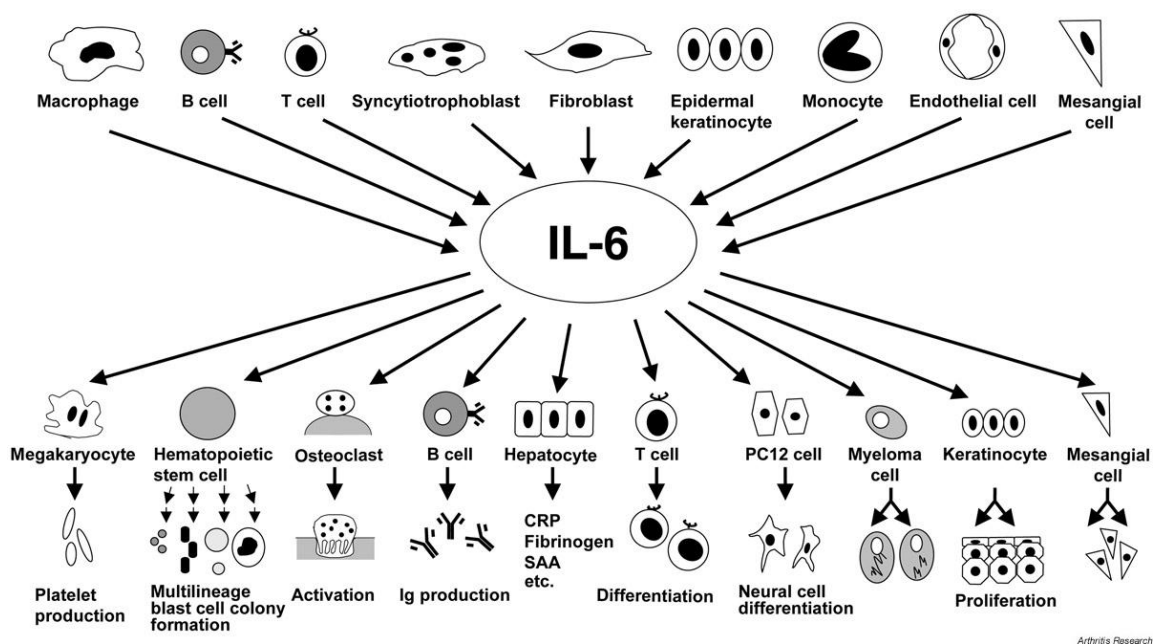 Macrophage
B cell
T cell
Syncytiotrophoblast
Fibroblast
Epidermal
keratinocyte
Monocyte
Endothelial cell
Mesangial
cell
IL-6
Megakaryocyte
Hematopoietic
stem cell
Osteoclast
B cell
Hepatocyte
T cell
PC12 cell
Myeloma
cell
Keratinocyte
Mesangial
cell
Platelet
production
Multilineage
blast cell colony
formation
Activation
Ig production
CRP
Fibrinogen
SAA
etc.
Differentiation
Neural cell
differentiation
Proliferation
Arthritis Research